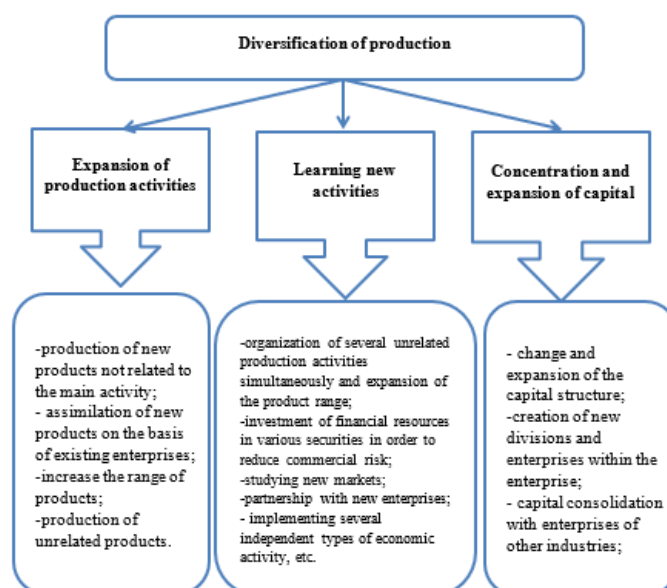 Diversification of production
Expansion of
production activities
Learning new
activities
Concentration and
expansion of capital
-production of new
products not related to
the main activity;
- assimilation of new
products on the basis
of existing enterprises;
-increase the range of
products;
-production of
unrelated products.
-organization of several unrelated
production activities
simultaneously and expansion of
the product range;
-investment of financial resources
in various securities in order to
reduce commercial risk;
-studying new markets;
-partnership with new enterprises;
- implementing several
independent types of economic
activity, etc.
- change and
expansion of the
capital structure;
-creation of new
divisions and
enterprises within the
enterprise;
- capital consolidation
with enterprises of
other industries;